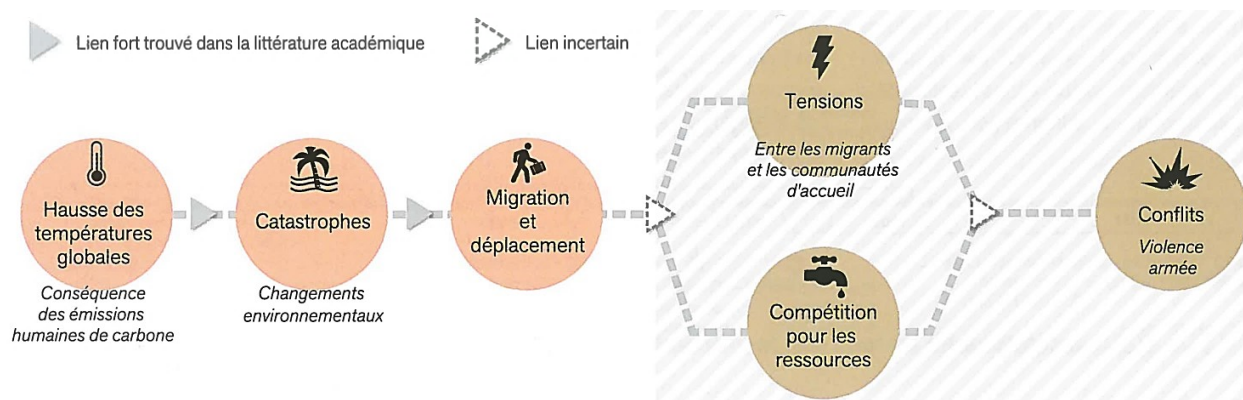 Lien fort trouvé dans la littérature académique
Lien incertain
Hausse des
températures
globales
Conséquence
des émissions
humaines de carbone
Catastrophes
Changements
environnementaux
Migration
et
déplacement
Tensions
Entre les migrants
et les communautés
d'accueil
Compétition
pour les
ressources
Conflits
Violence
armée